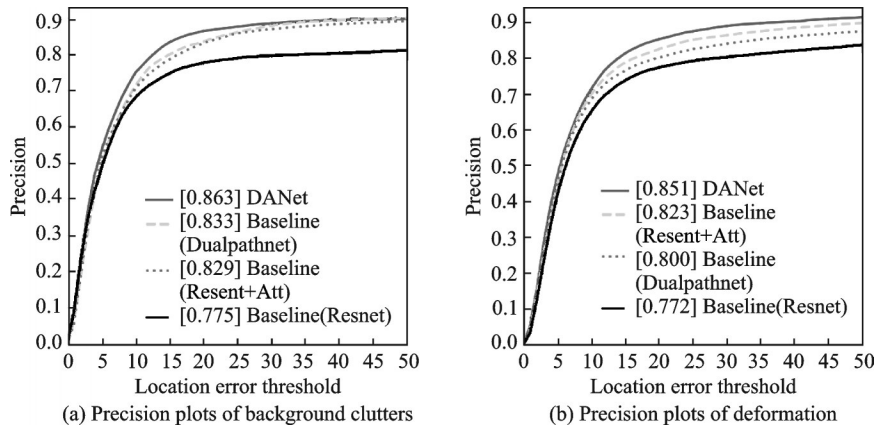 0.9
0.8
0.7
0.6
0.5
0.4
0.3
0.2
0.1
0.0
Precision
[0.863] DANet
[0.833] Baseline
(Dualpathnet)
[0.829] Baseline
(Resent+Att)
[0.775] Baseline(Resnet)
0 5 10 15 20 25 30 35 40 45 50
Location error threshold
(a) Precision plots of background clutters
0.9
0.8
0.7
0.6
0.5
0.4
0.3
0.2
0.1
0.0
Precision
[0.851] DANet
[0.823] Baseline
(Resent+Att)
[0.800] Baseline
(Dualpathnet)
[0.772] Baseline(Resnet)
0 5 10 15 20 25 30 35 40 45 50
Location error threshold
(b) Precision plots of deformation